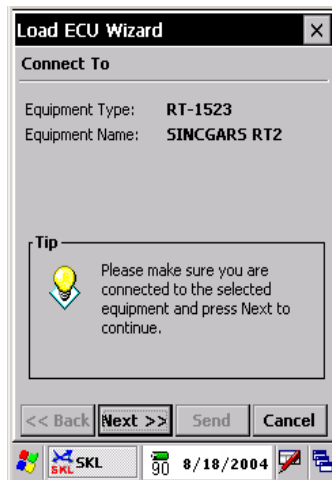 Load ECU Wizard
Connect To
Equipment Type: RT-1523
Equipment Name: SINCGARS RT2
Tip
Please make sure you are
connected to the selected
equipment and press Next to
continue.
<< Back Next >> Send Cancel
SKL SKL 90 8/18/2004